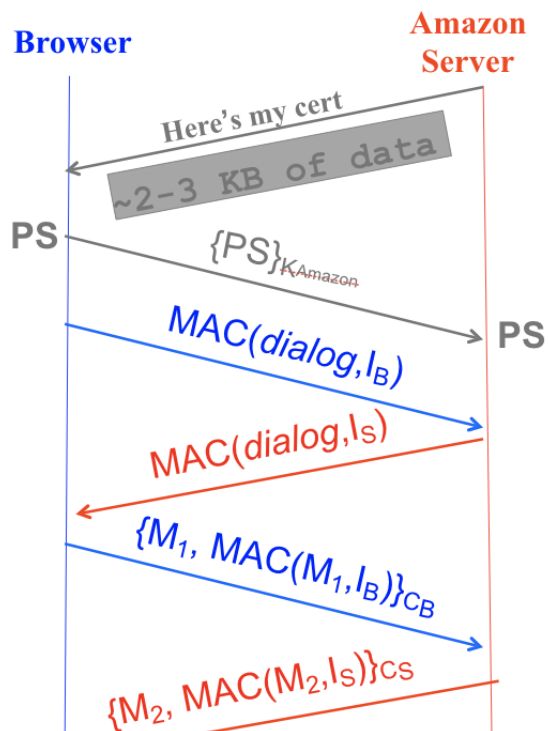 Browser
Amazon
Server
Here's my cert
~2-3 KB of data
PS
{PS}KAmazon
PS
MAC(dialog,IB)
MAC(dialog,IS)
{M1, MAC(M1,IB)}CB
{M2, MAC(M2,IS)}CS